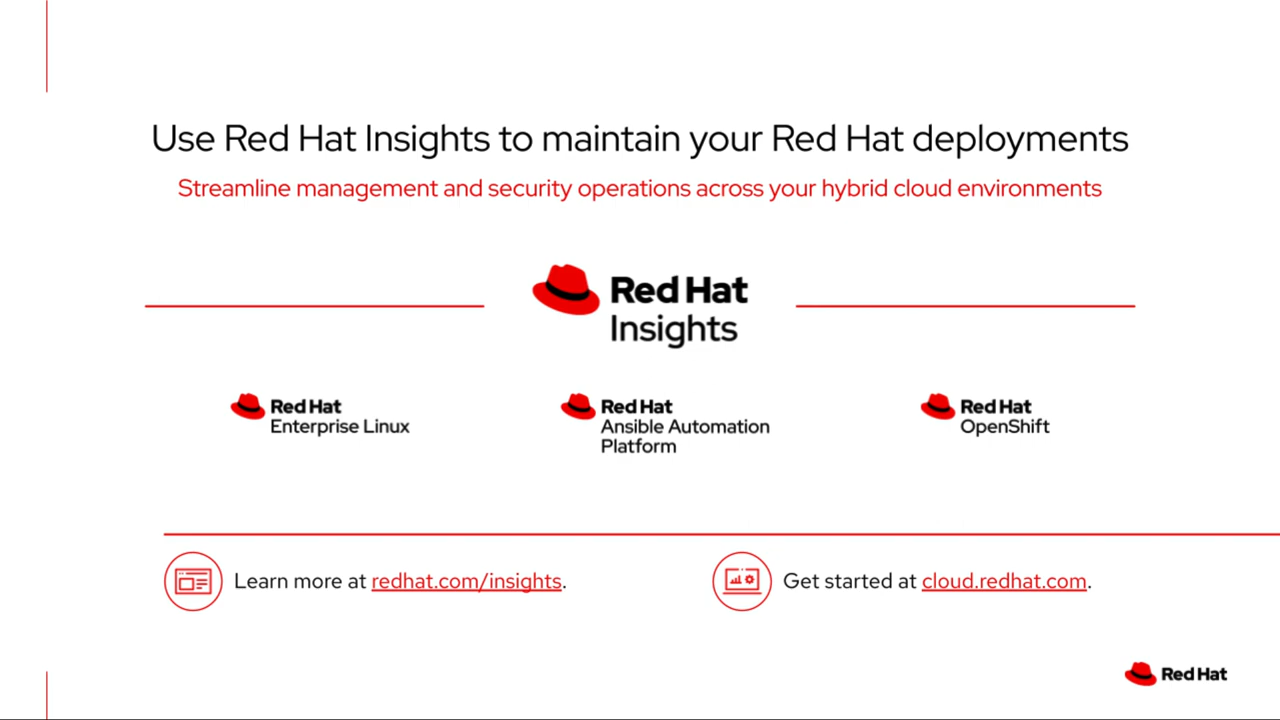 Use Red Hat Insights to maintain your Red Hat deployments
Streamline management and security operations across your hybrid cloud environments
Red Hat
Insights
Red Hat
Enterprise Linux
Red Hat
Ansible Automation
Platform
Red Hat
OpenShift
Learn more at redhat.com/insights.
Get started at cloud.redhat.com.
Red Hat